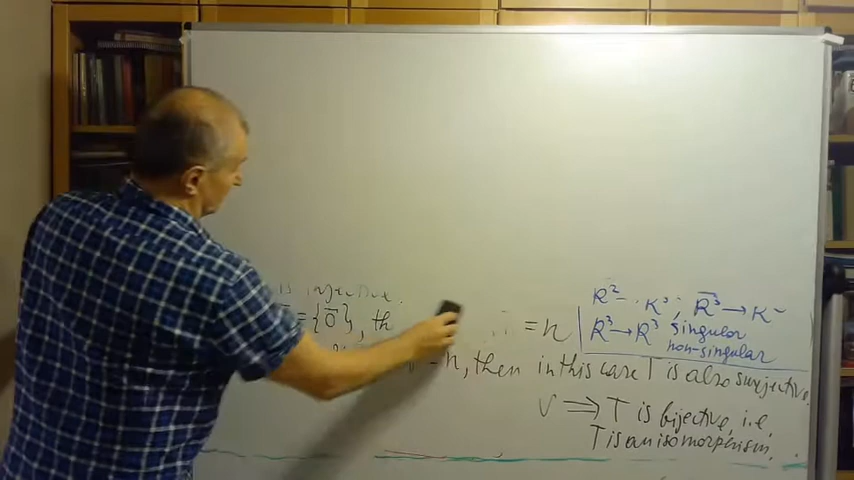 is injective.
= {0̄}, th
= n
R² → R³, R³ → R²
R³ → R³ singular
non-singular
n, then in this case T is also surjective,
V ⟹ T is bijective, i.e.
T is an isomorphism.